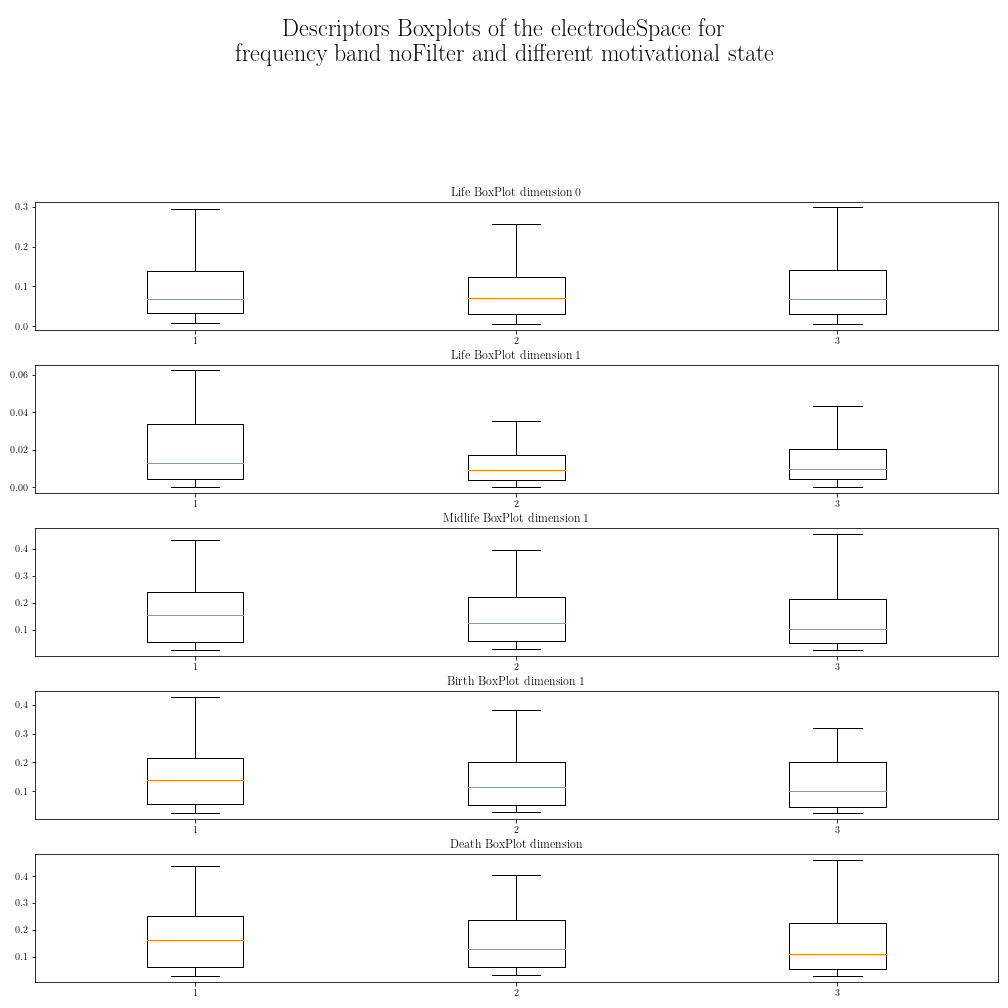 Descriptors Boxplots of the electrodeSpace for
frequency band noFilter and different motivational state
Life BoxPlot dimension 0
0.3
0.2
0.1
0.0
1 2 3
Life BoxPlot dimension 1
0.06
0.04
0.02
0.00
1 2 3
Midlife BoxPlot dimension 1
0.4
0.3
0.2
0.1
1 2 3
Birth BoxPlot dimension 1
0.4
0.3
0.2
0.1
1 2 3
Death BoxPlot dimension
0.4
0.3
0.2
0.1
1 2 3